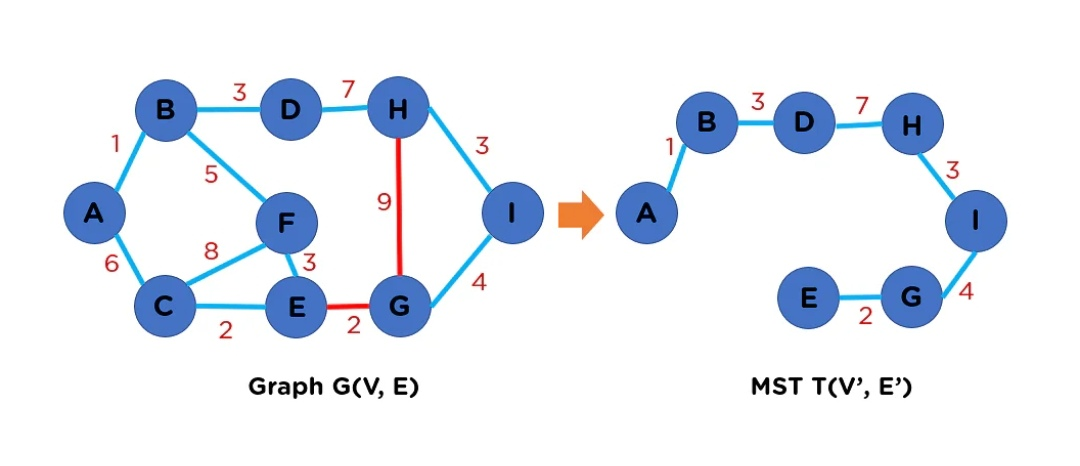 B 3 D 7 H
1 5 3
A F 9 I
6 8 3 4
C 2 E 2 G
Graph G(V, E)
B 3 D 7 H
1 3
A I
E 2 G 4
MST T(V’, E’)